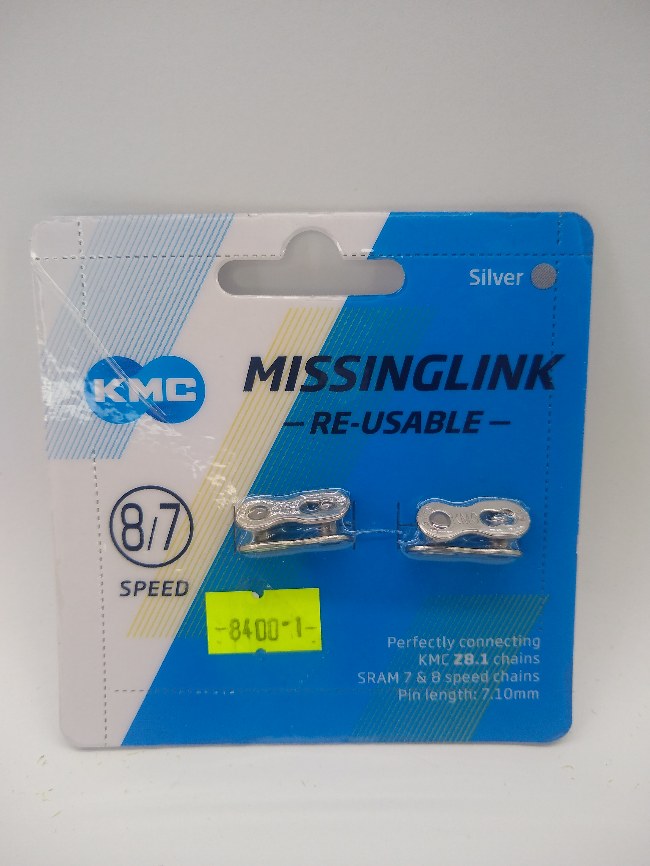 Silver
KMC
MISSINGLINK
– RE-USABLE –
8/7
SPEED
-8400-1-
Perfectly connecting
KMC Z8.1 chains
SRAM 7 & 8 speed chains
Pin length: 7.10mm